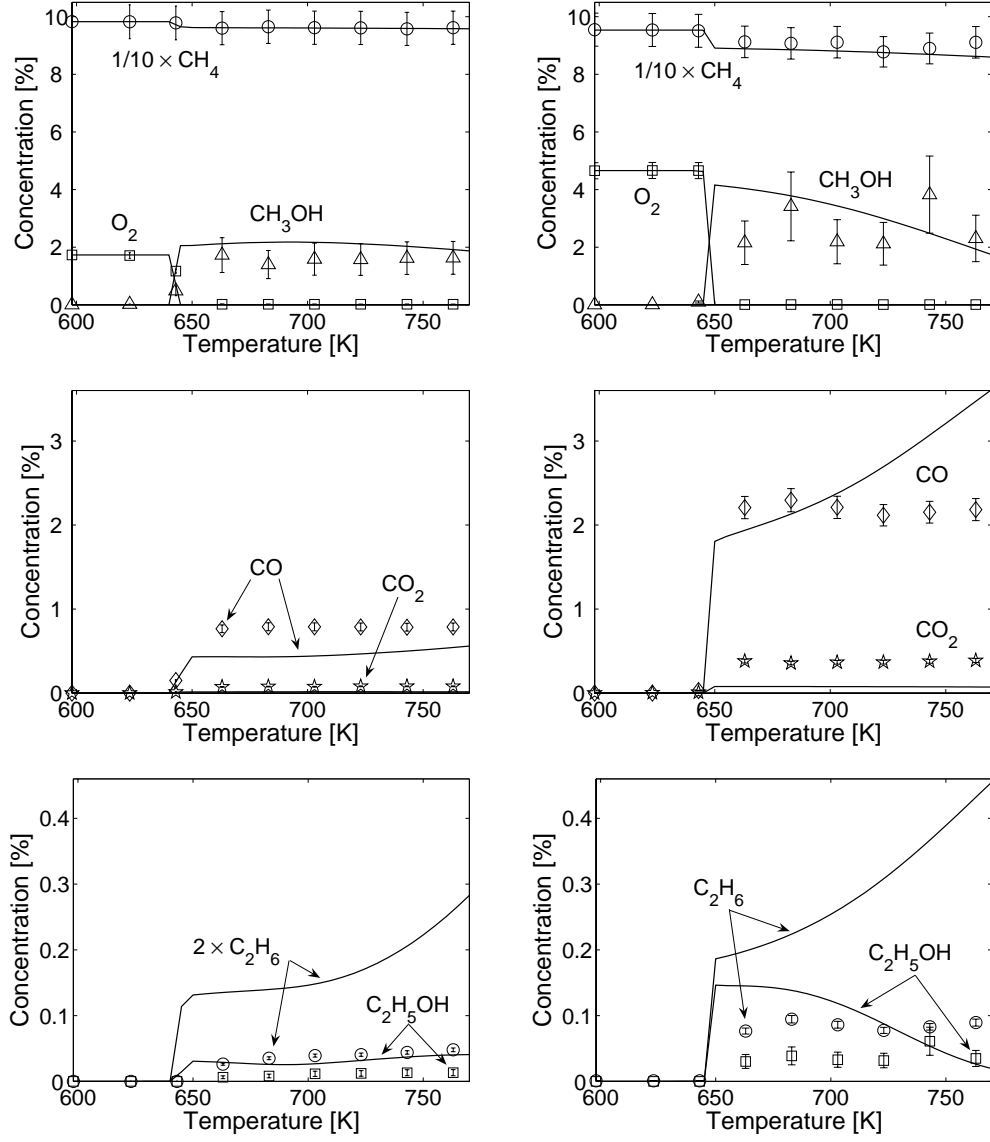 10
8
6
4
2
0
Concentration [%]
1/10 × CH4
O2
CH3OH
600 650 700 750
Temperature [K]
10
8
6
4
2
0
Concentration [%]
1/10 × CH4
O2
CH3OH
600 650 700 750
Temperature [K]
3
2
1
0
Concentration [%]
CO
CO2
600 650 700 750
Temperature [K]
3
2
1
0
Concentration [%]
CO
CO2
600 650 700 750
Temperature [K]
0.4
0.3
0.2
0.1
0
Concentration [%]
2 × C2H6
C2H5OH
600 650 700 750
Temperature [K]
0.4
0.3
0.2
0.1
0
Concentration [%]
C2H6
C2H5OH
600 650 700 750
Temperature [K]